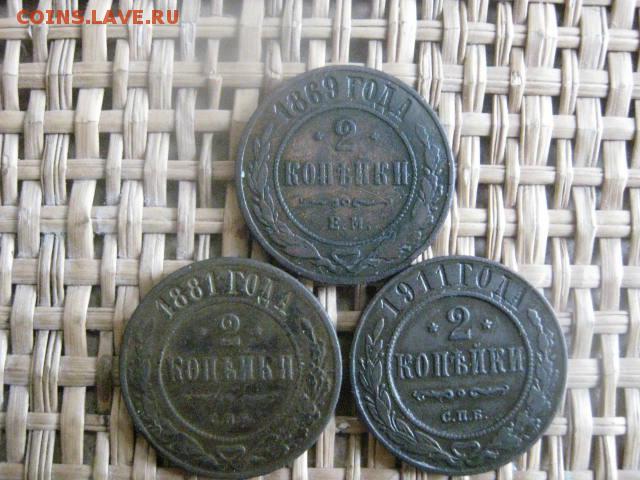 COINS.LAVE.RU
1869 ГОДА
* 2 *
КОПѢЙКИ
Е.М.
1881 ГОДА
2
КОПѢЙКИ
1911 ГОДА
* 2 *
КОПѢЙКИ
С.П.Б.